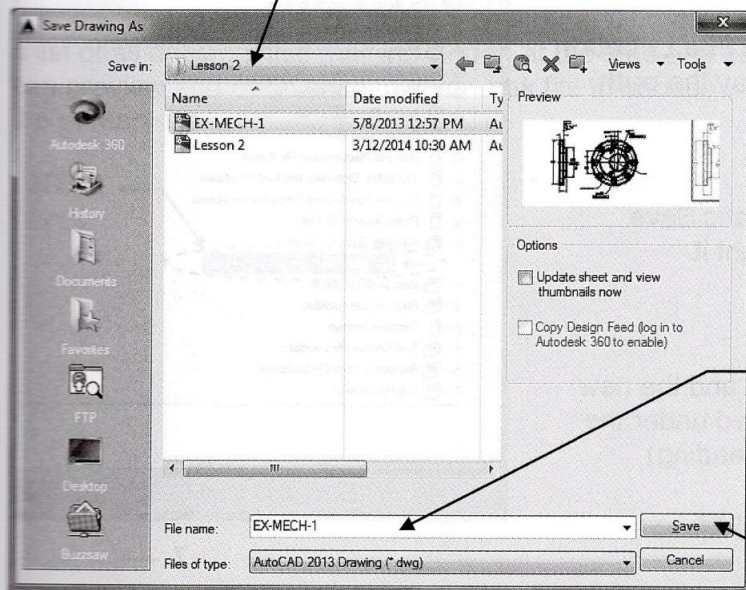 Save Drawing As
Save in: Lesson 2 Views Tools
Name Date modified Ty Preview
EX-MECH-1 5/8/2013 12:57 PM Au
Lesson 2 3/12/2014 10:30 AM Au
Autodesk 360
History
Documents
Favorites
FTP
Desktop
Buzzsaw
Options
Update sheet and view
thumbnails now
Copy Design Feed (log in to
Autodesk 360 to enable)
File name: EX-MECH-1 Save
Files of type: AutoCAD 2013 Drawing (*.dwg) Cancel